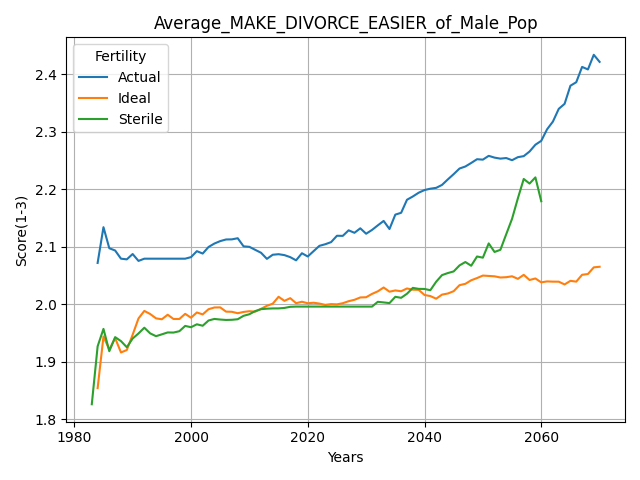 Average_MAKE_DIVORCE_EASIER_of_Male_Pop
Fertility
Actual
Ideal
Sterile
Score(1-3)
2.4
2.3
2.2
2.1
2.0
1.9
1.8
1980
2000
2020
2040
2060
Years